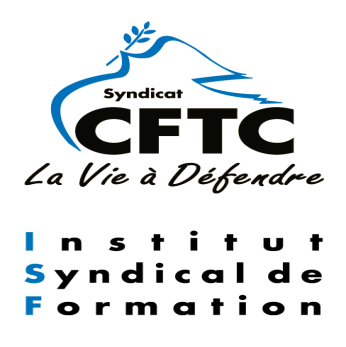 Syndicat
CFTC
La Vie à Défendre
Institut
Syndical de
Formation